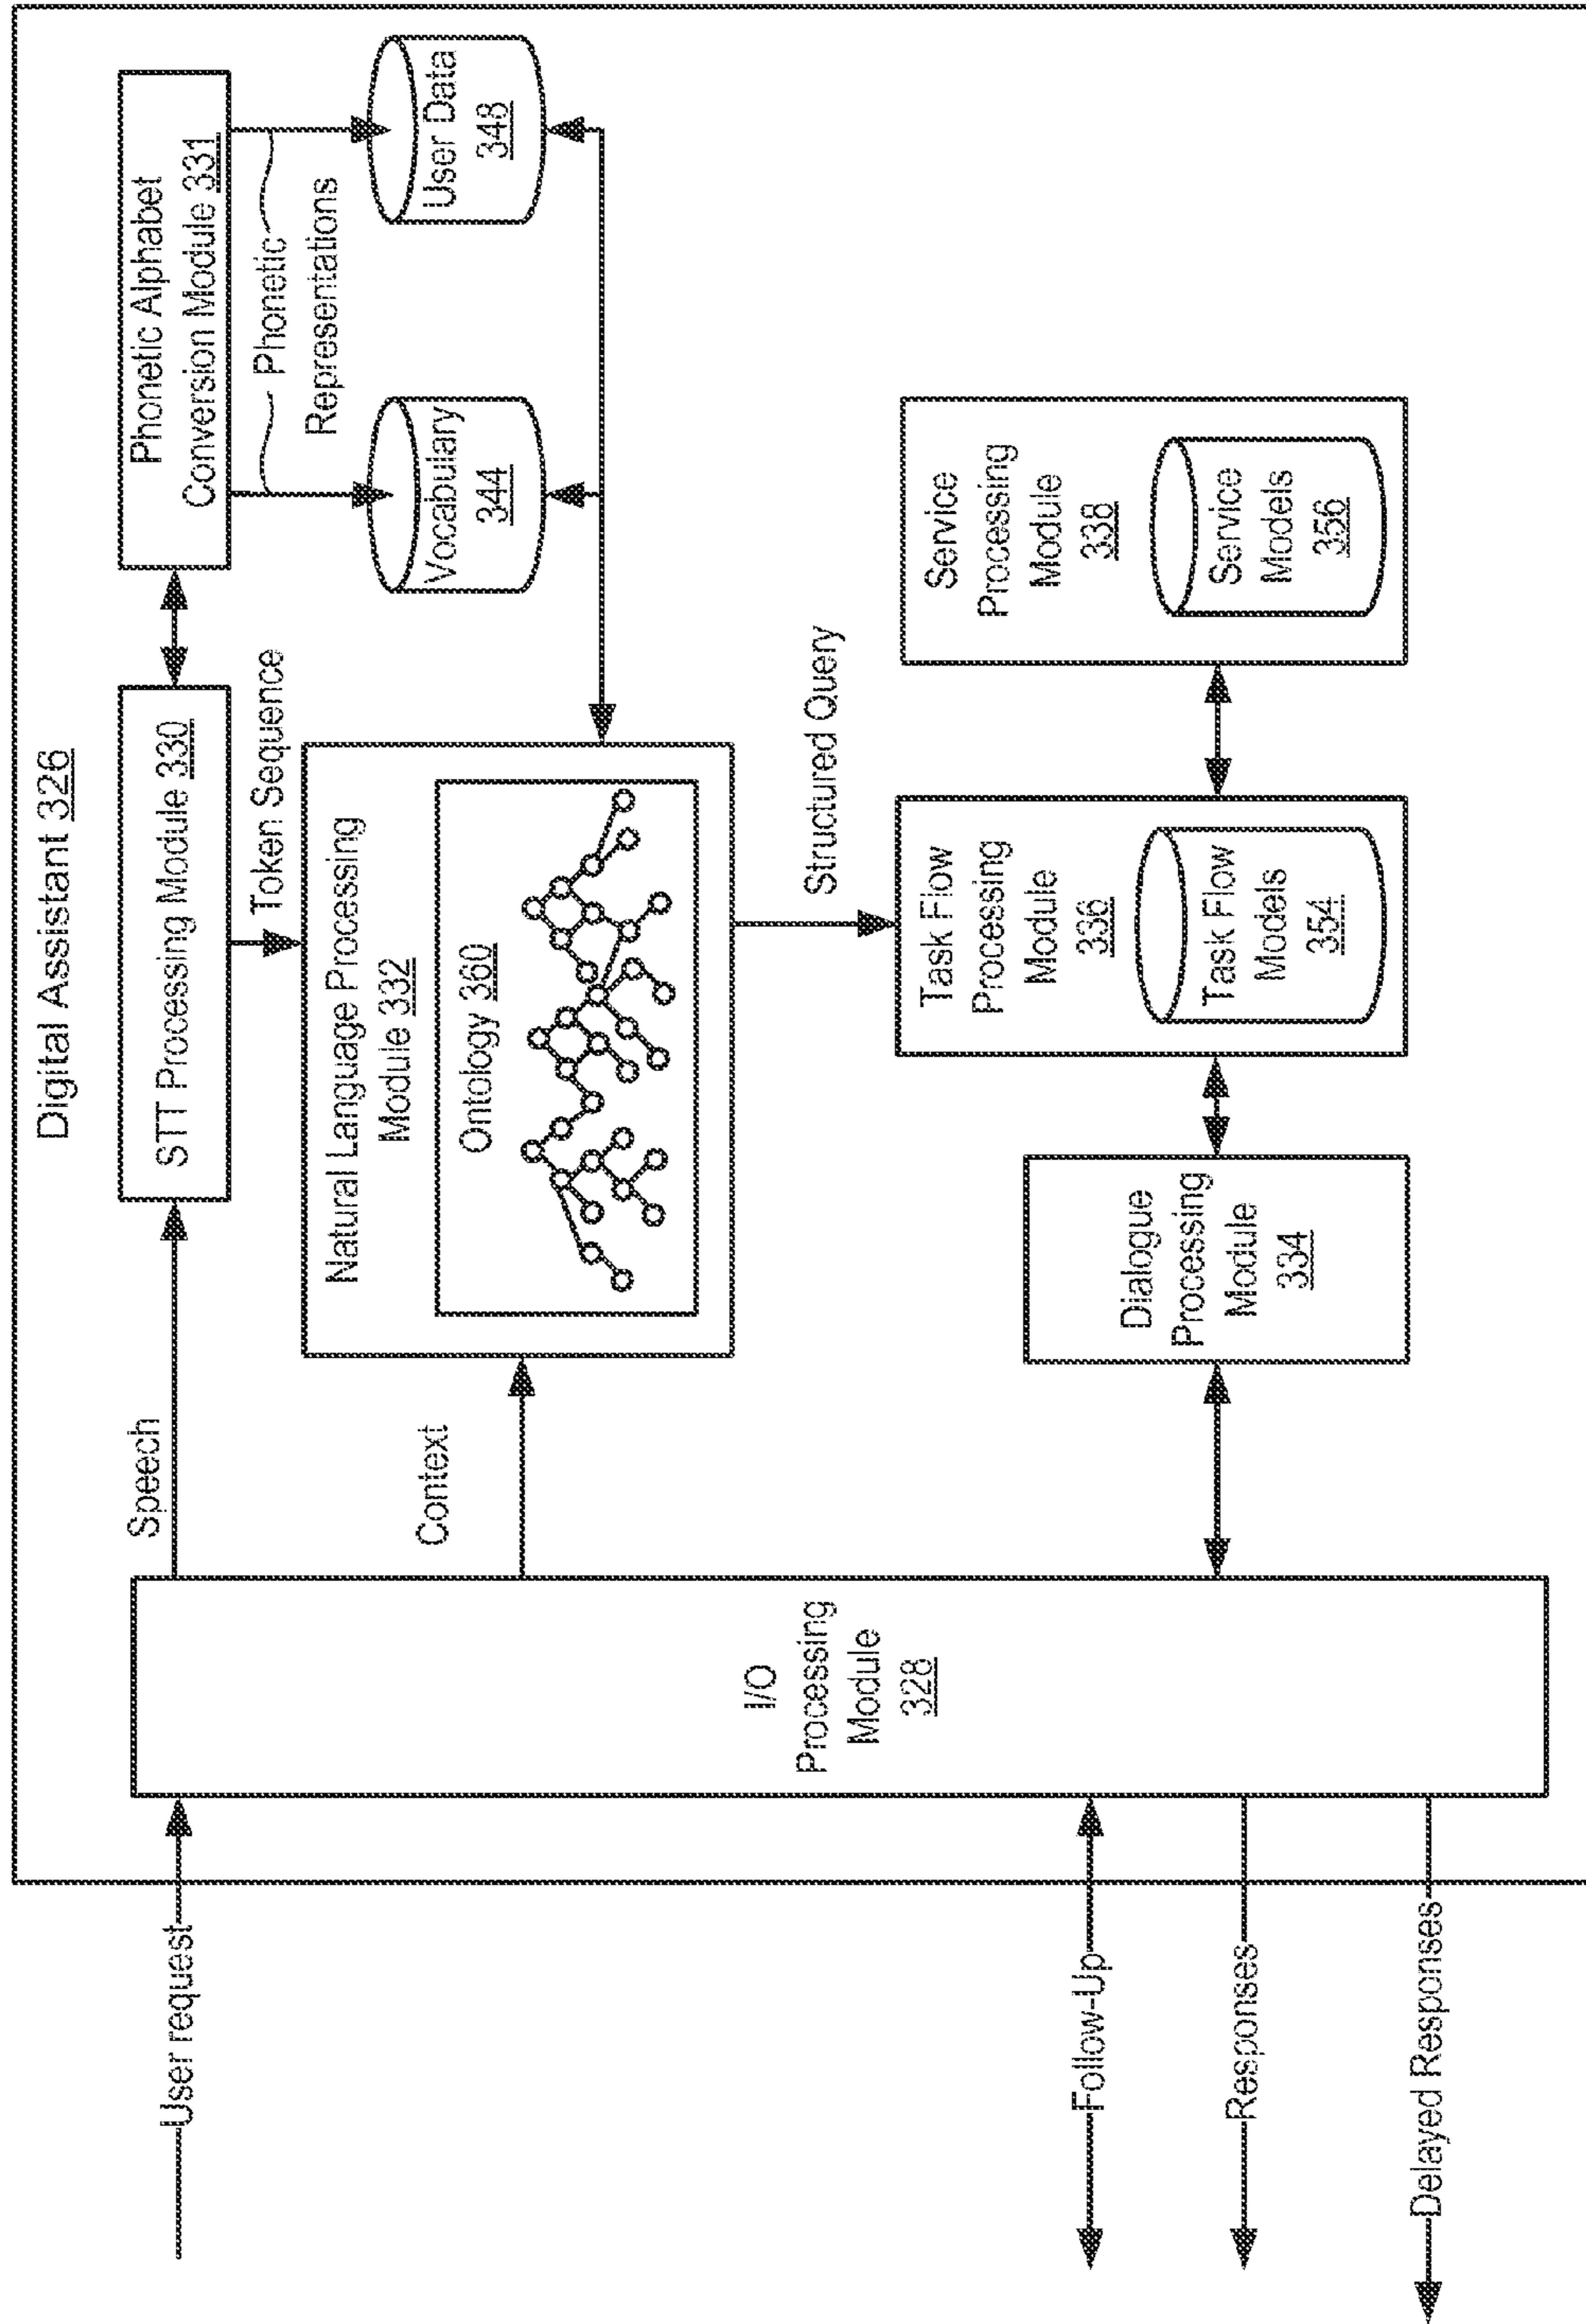 Digital Assistant 326
User request
Speech
STT Processing Module 330
Phonetic Alphabet
Conversion Module 331
Token Sequence
Phonetic
Representations
Context
Natural Language Processing
Module 332
Ontology 360
Vocabulary
344
User Data
348
I/O
Processing
Module
328
Structured Query
Follow-Up
Responses
Delayed Responses
Dialogue
Processing
Module
334
Task Flow
Processing
Module
336
Task Flow
Models
354
Service
Processing
Module
338
Service
Models
356